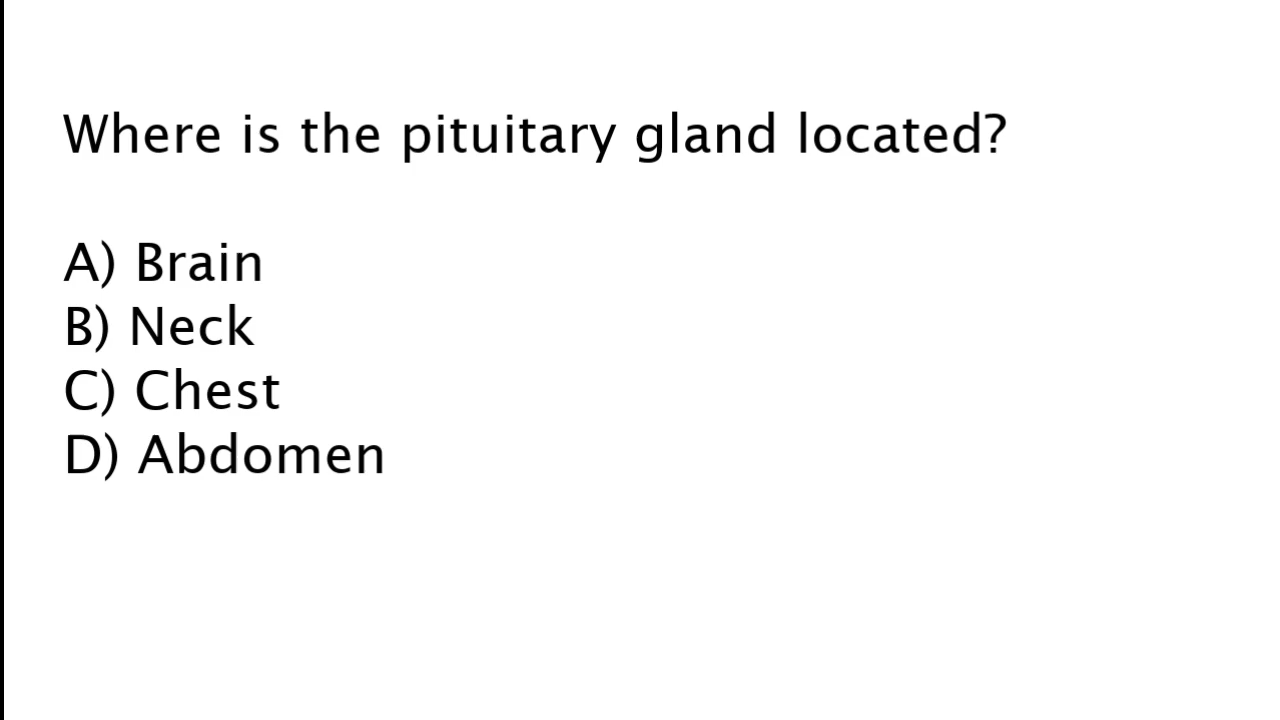 Where is the pituitary gland located?
A) Brain
B) Neck
C) Chest
D) Abdomen